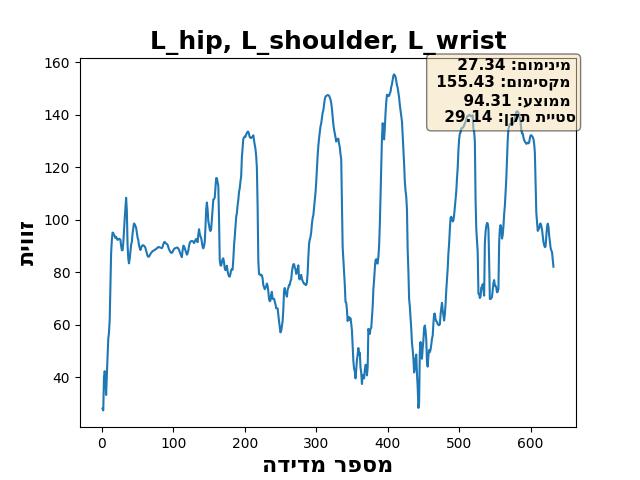 L_hip, L_shoulder, L_wrist
מינימום: 27.34
מקסימום: 155.43
ממוצע: 94.31
סטיית תקן: 29.14
זווית
160
140
120
100
80
60
40
0 100 200 300 400 500 600
מספר מדידה